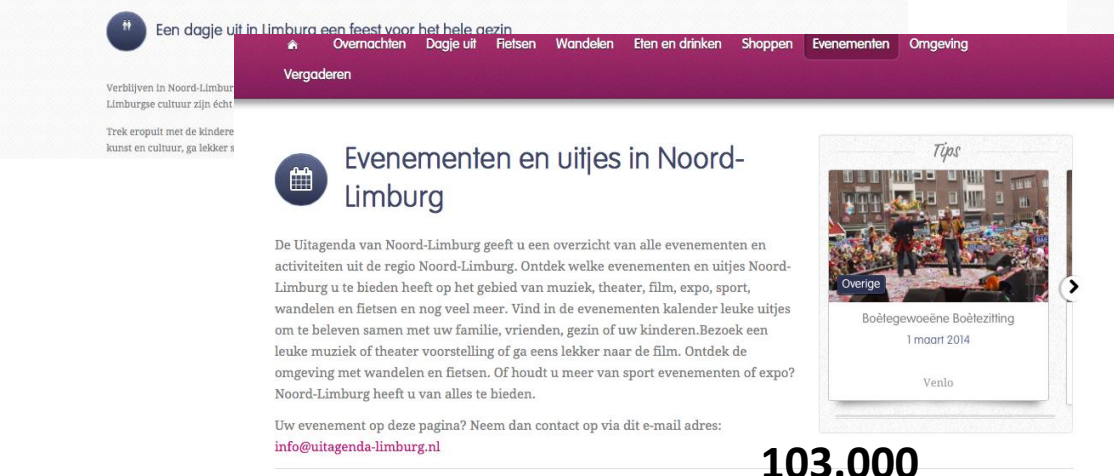 Een dagje uit in Limburg een feest voor het hele gezin
Verblijven in Noord-Limbur
Limburgse cultuur zijn écht
Trek eropuit met de kindere
kunst en cultuur, ga lekker s
Overnachten Dagje uit Fietsen Wandelen Eten en drinken Shoppen Evenementen Omgeving
Vergaderen
Evenementen en uitjes in Noord-
Limburg
De Uitagenda van Noord-Limburg geeft u een overzicht van alle evenementen en
activiteiten uit de regio Noord-Limburg. Ontdek welke evenementen en uitjes Noord-
Limburg u te bieden heeft op het gebied van muziek, theater, film, expo, sport,
wandelen en fietsen en nog veel meer. Vind in de evenementen kalender leuke uitjes
om te beleven samen met uw familie, vrienden, gezin of uw kinderen.Bezoek een
leuke muziek of theater voorstelling of ga eens lekker naar de film. Ontdek de
omgeving met wandelen en fietsen. Of houdt u meer van sport evenementen of expo?
Noord-Limburg heeft u van alles te bieden.
Uw evenement op deze pagina? Neem dan contact op via dit e-mail adres:
info@uitagenda-limburg.nl
Tips
Overige
Boètegewoeëne Boètezitting
1 maart 2014
Venlo
103.000